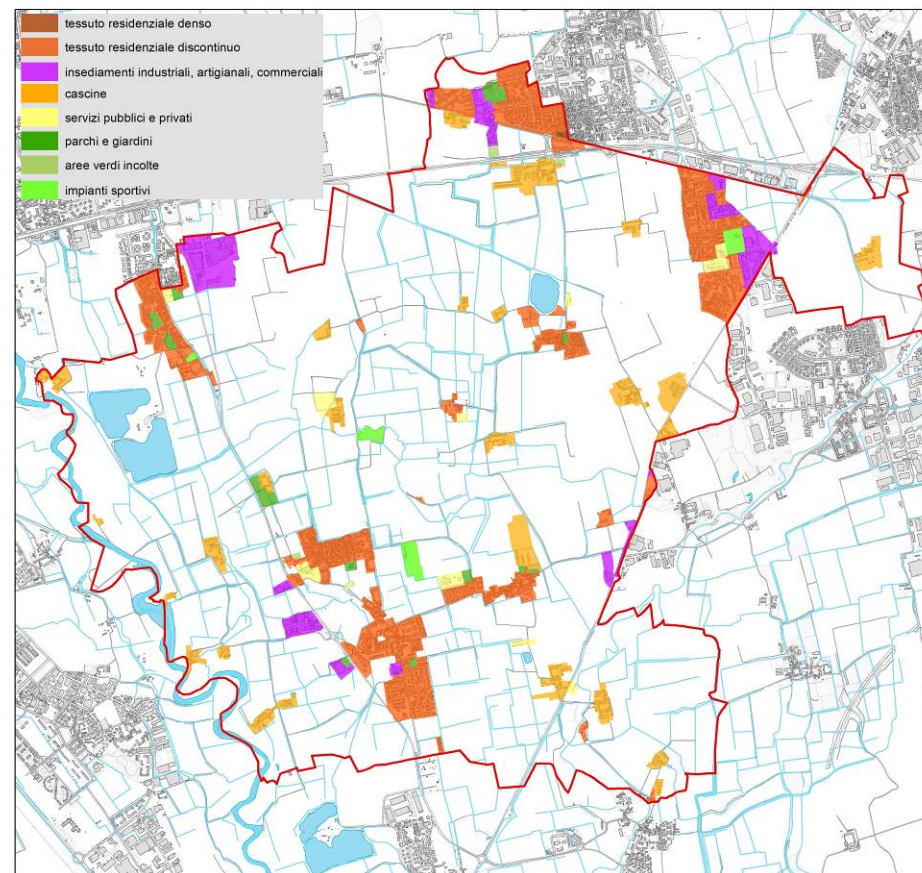 tessuto residenziale denso
tessuto residenziale discontinuo
insediamenti industriali, artigianali, commerciali
cascine
servizi pubblici e privati
parchi e giardini
aree verdi incolte
impianti sportivi